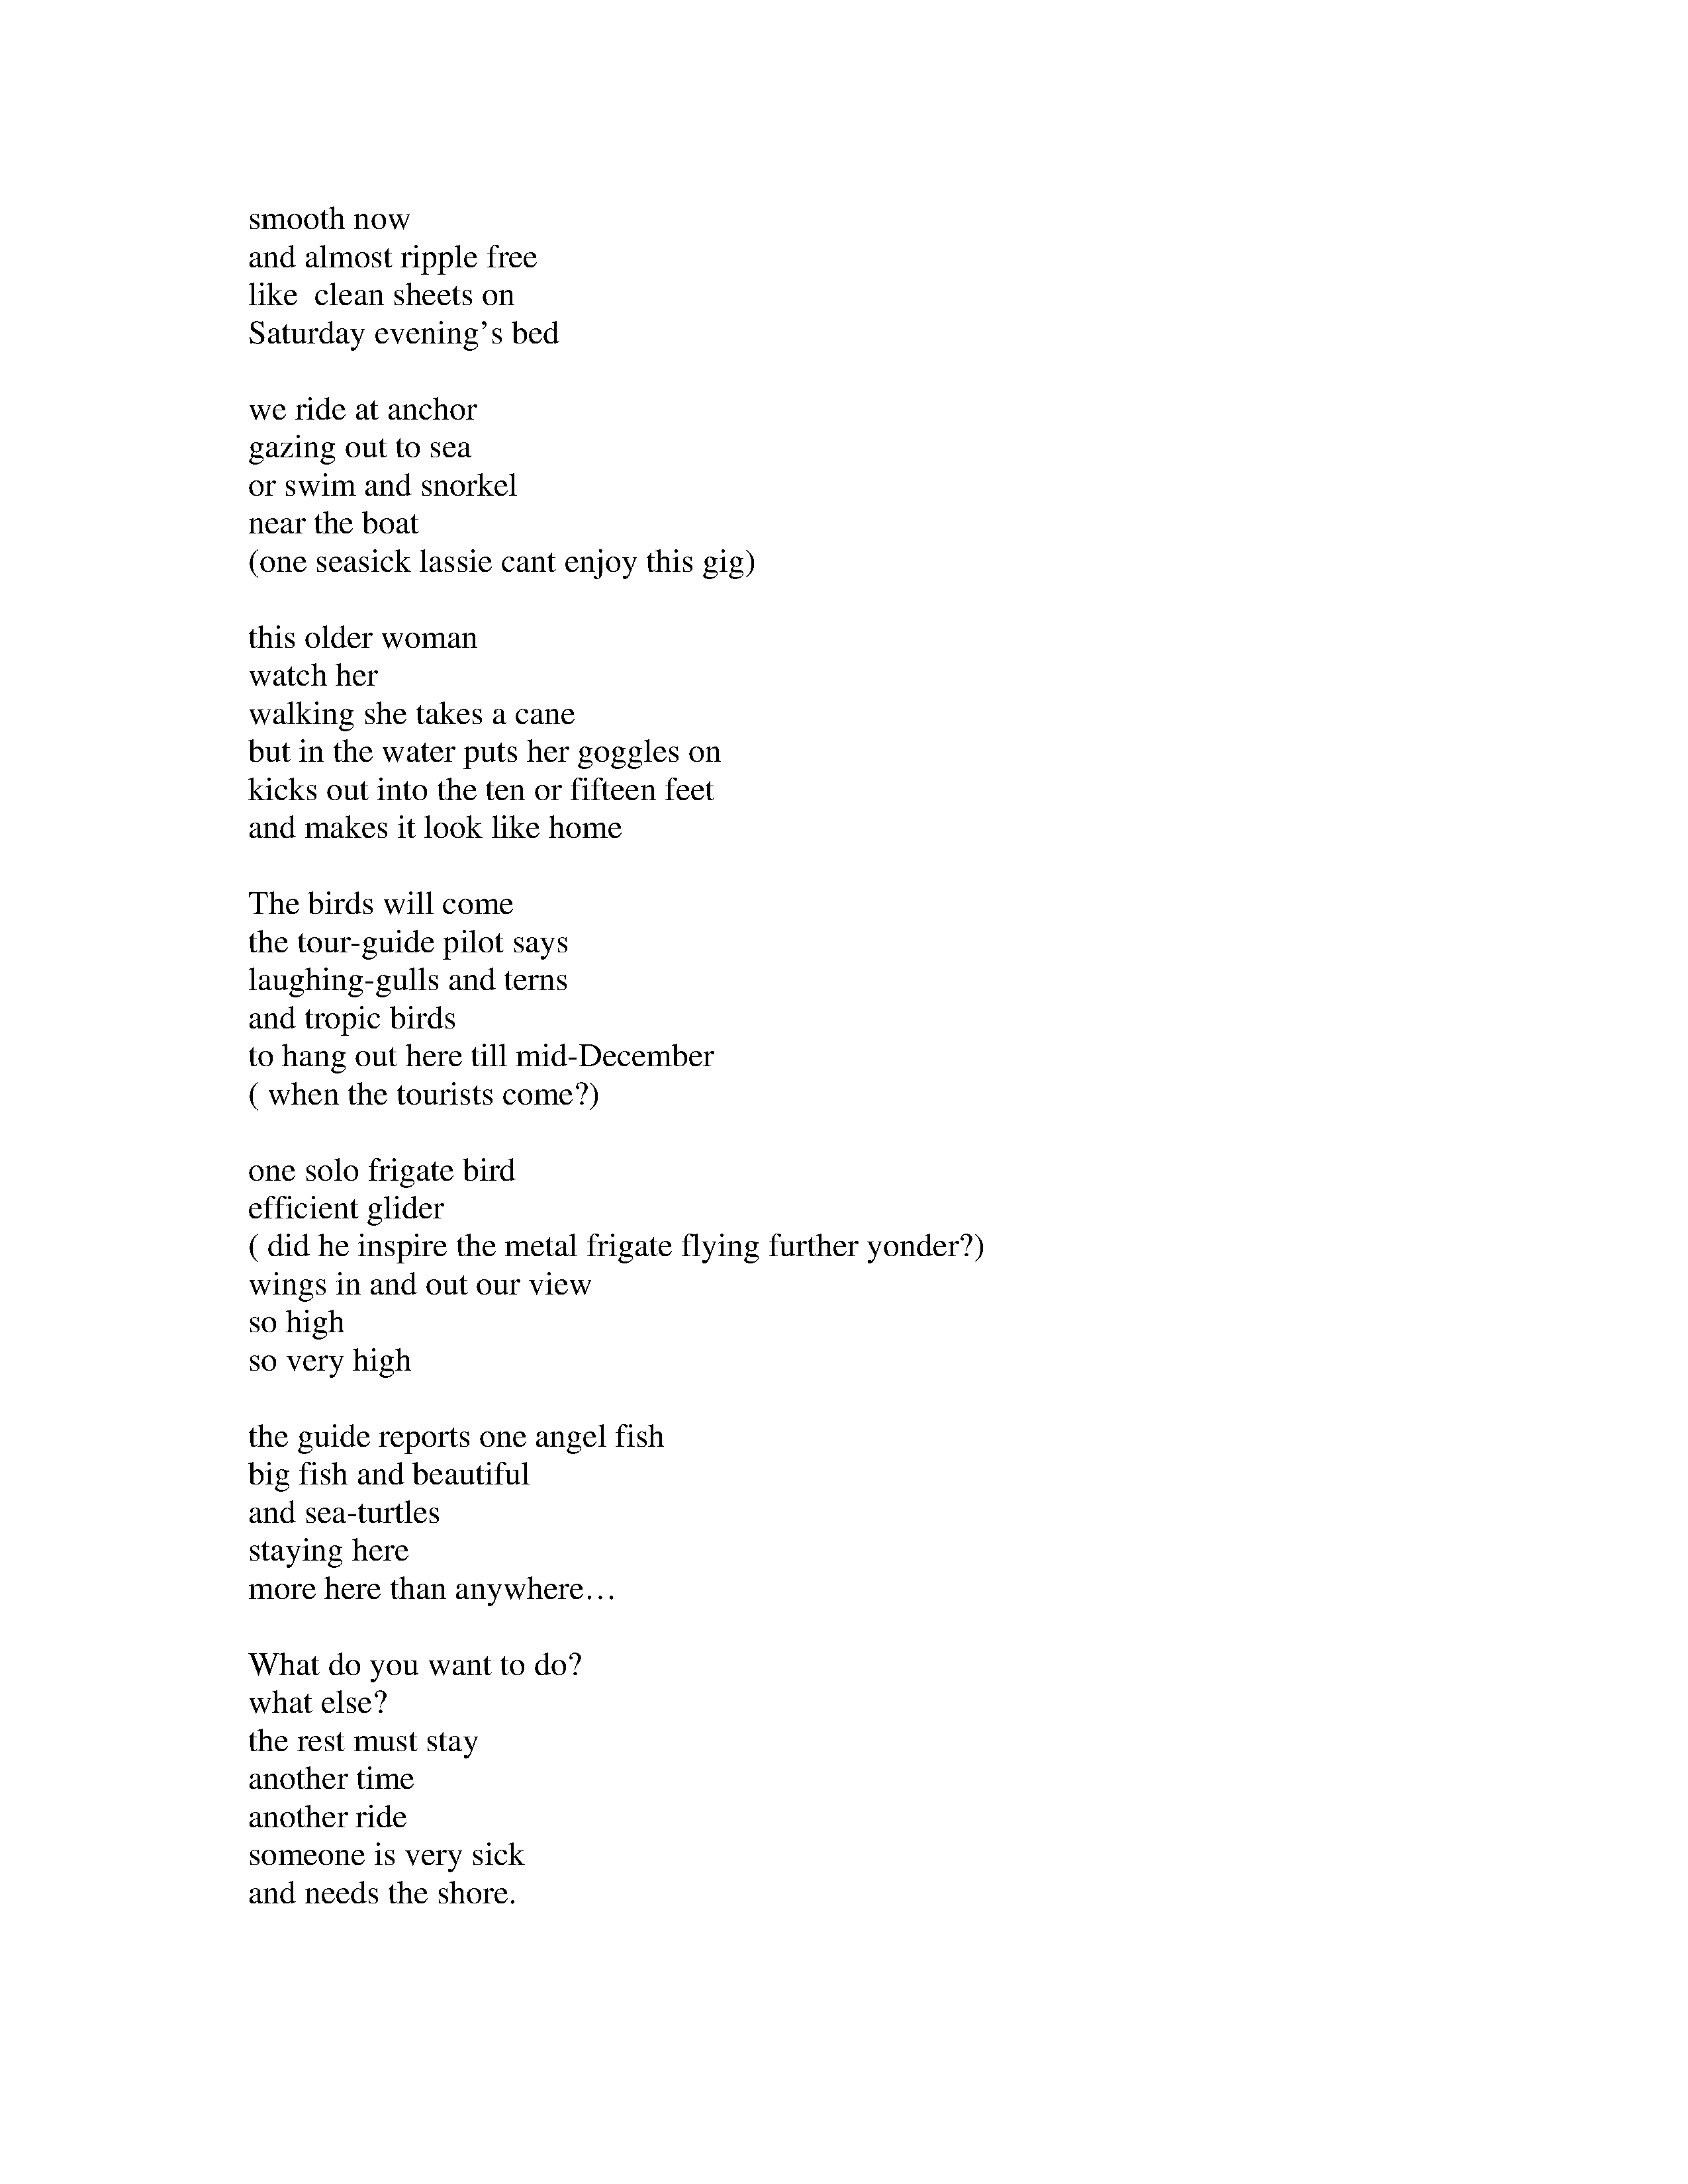 smooth now
and almost ripple free
like  clean sheets on
Saturday evening’s bed

we ride at anchor
gazing out to sea
or swim and snorkel
near the boat
(one seasick lassie cant enjoy this gig)

this older woman
watch her
walking she takes a cane
but in the water puts her goggles on
kicks out into the ten or fifteen feet
and makes it look like home

The birds will come
the tour-guide pilot says
laughing-gulls and terns
and tropic birds
to hang out here till mid-December
( when the tourists come?)

one solo frigate bird
efficient glider
( did he inspire the metal frigate flying further yonder?)
wings in and out our view
so high
so very high

the guide reports one angel fish
big fish and beautiful
and sea-turtles
staying here
more here than anywhere…

What do you want to do?
what else?
the rest must stay
another time
another ride
someone is very sick
and needs the shore.